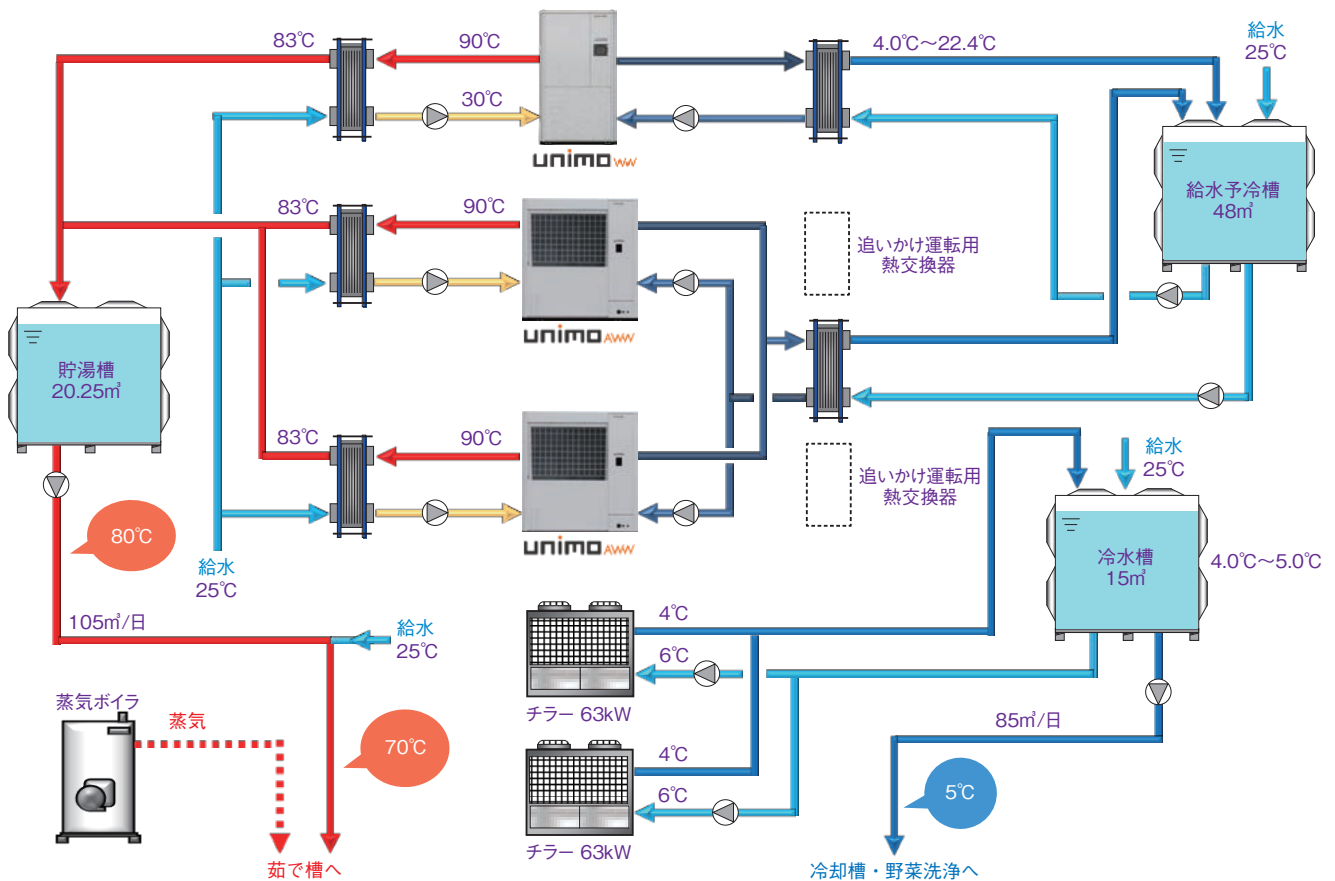 83℃
90℃
30℃
unimo WW
4.0℃～22.4℃
給水
25℃
給水予冷槽
48㎥
83℃
90℃
unimo AWW
追いかけ運転用
熱交換器
貯湯槽
20.25㎥
83℃
90℃
unimo AWW
追いかけ運転用
熱交換器
80℃
給水
25℃
105㎥/日
給水
25℃
給水
25℃
冷水槽
15㎥
4.0℃～5.0℃
4℃
6℃
チラー 63kW
4℃
6℃
チラー 63kW
85㎥/日
5℃
冷却槽・野菜洗浄へ
蒸気ボイラ
蒸気
70℃
茹で槽へ